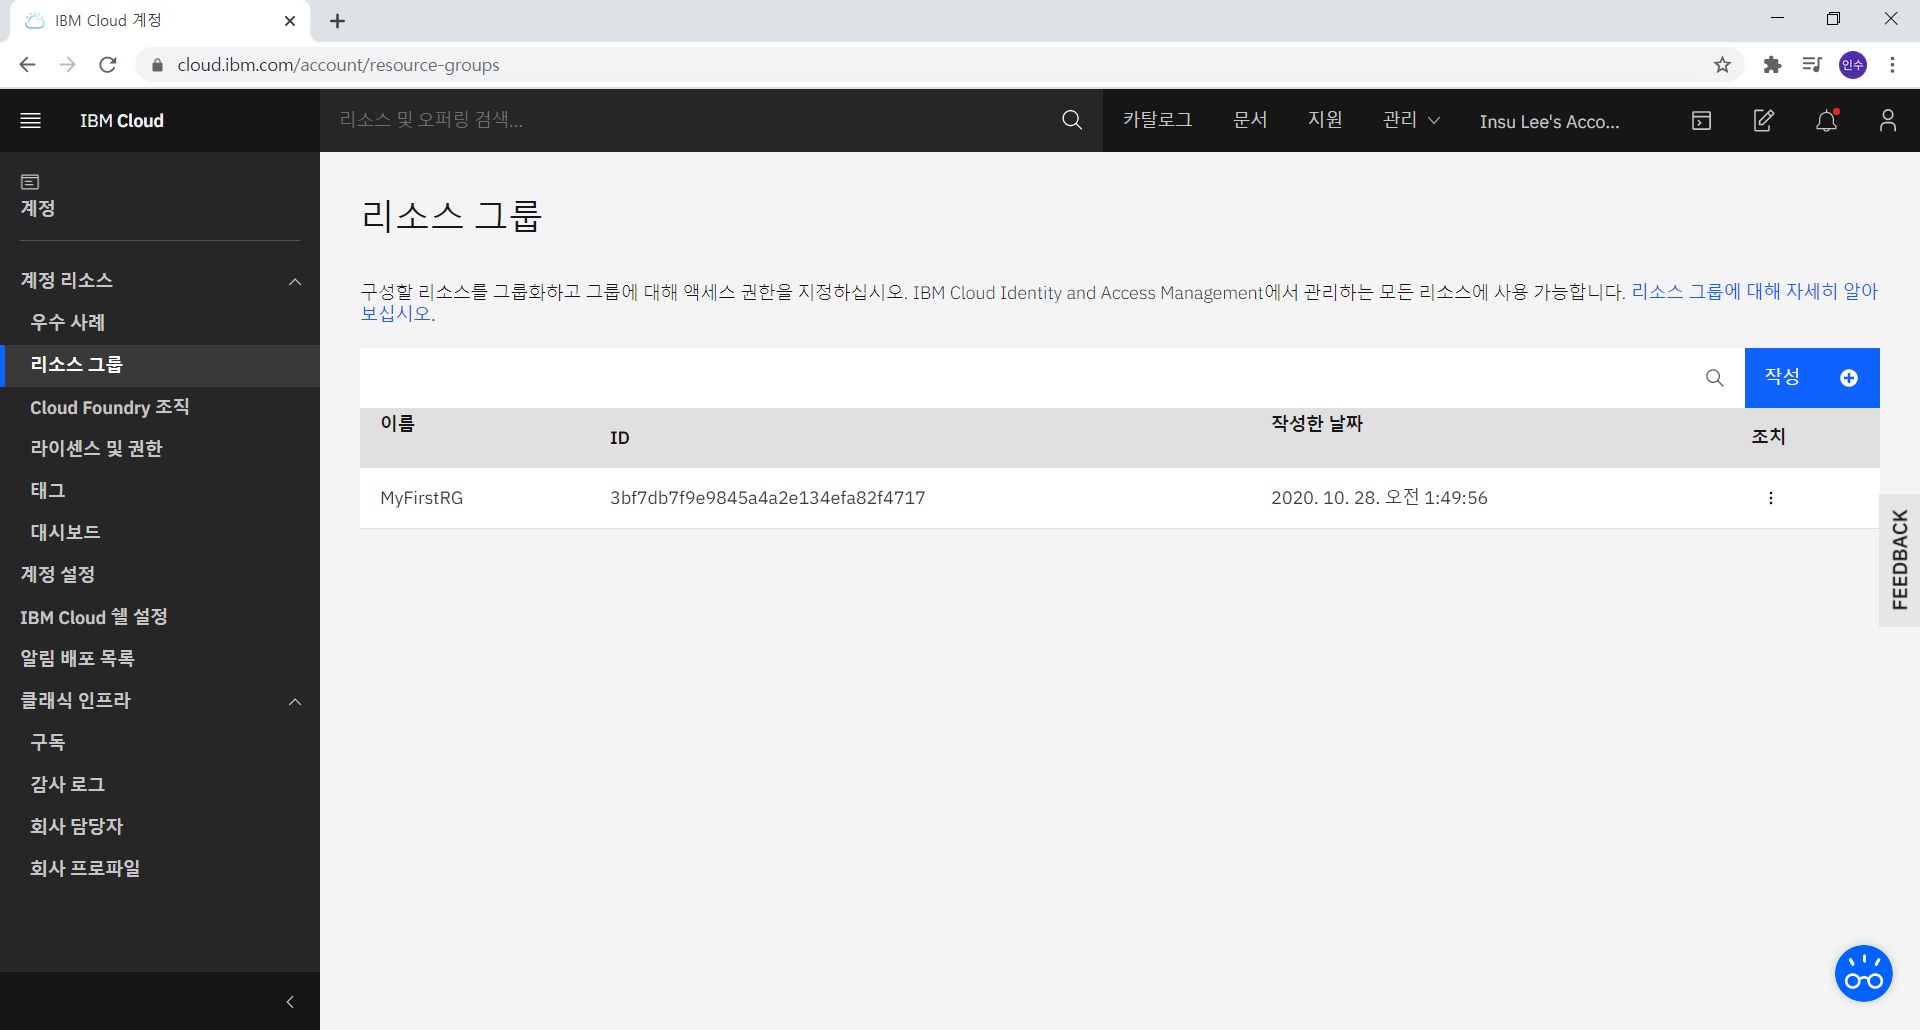 IBM Cloud 계정
cloud.ibm.com/account/resource-groups
인수
IBM Cloud
리소스 및 오퍼링 검색...
카탈로그
문서
지원
관리
Insu Lee's Acco...
계정
계정 리소스
우수 사례
리소스 그룹
Cloud Foundry 조직
라이센스 및 권한
태그
대시보드
계정 설정
IBM Cloud 쉘 설정
알림 배포 목록
클래식 인프라
구독
감사 로그
회사 담당자
회사 프로파일
리소스 그룹
구성할 리소스를 그룹화하고 그룹에 대해 액세스 권한을 지정하십시오. IBM Cloud Identity and Access Management에서 관리하는 모든 리소스에 사용 가능합니다. 리소스 그룹에 대해 자세히 알아
보십시오.
작성
이름 ID 작성한 날짜 조치
MyFirstRG 3bf7db7f9e9845a4a2e134efa82f4717 2020. 10. 28. 오전 1:49:56
FEEDBACK